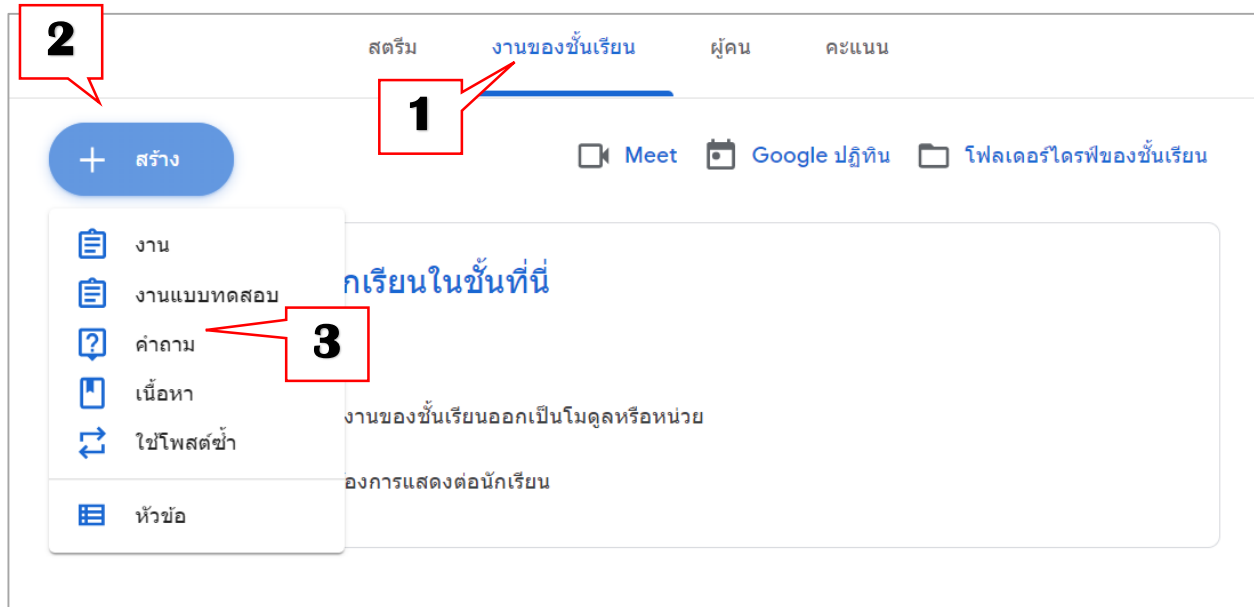 2
สตรีม งานของชั้นเรียน ผู้คน คะแนน
1
สร้าง
Meet Google ปฏิทิน โฟลเดอร์ไดรฟ์ของชั้นเรียน
งาน
งานแบบทดสอบ
กเรียนในชั้นที่นี่
คำถาม
3
เนื้อหา
งานของชั้นเรียนออกเป็นโมดูลหรือหน่วย
ใช้โพสต์ซ้ำ
องการแสดงต่อนักเรียน
หัวข้อ